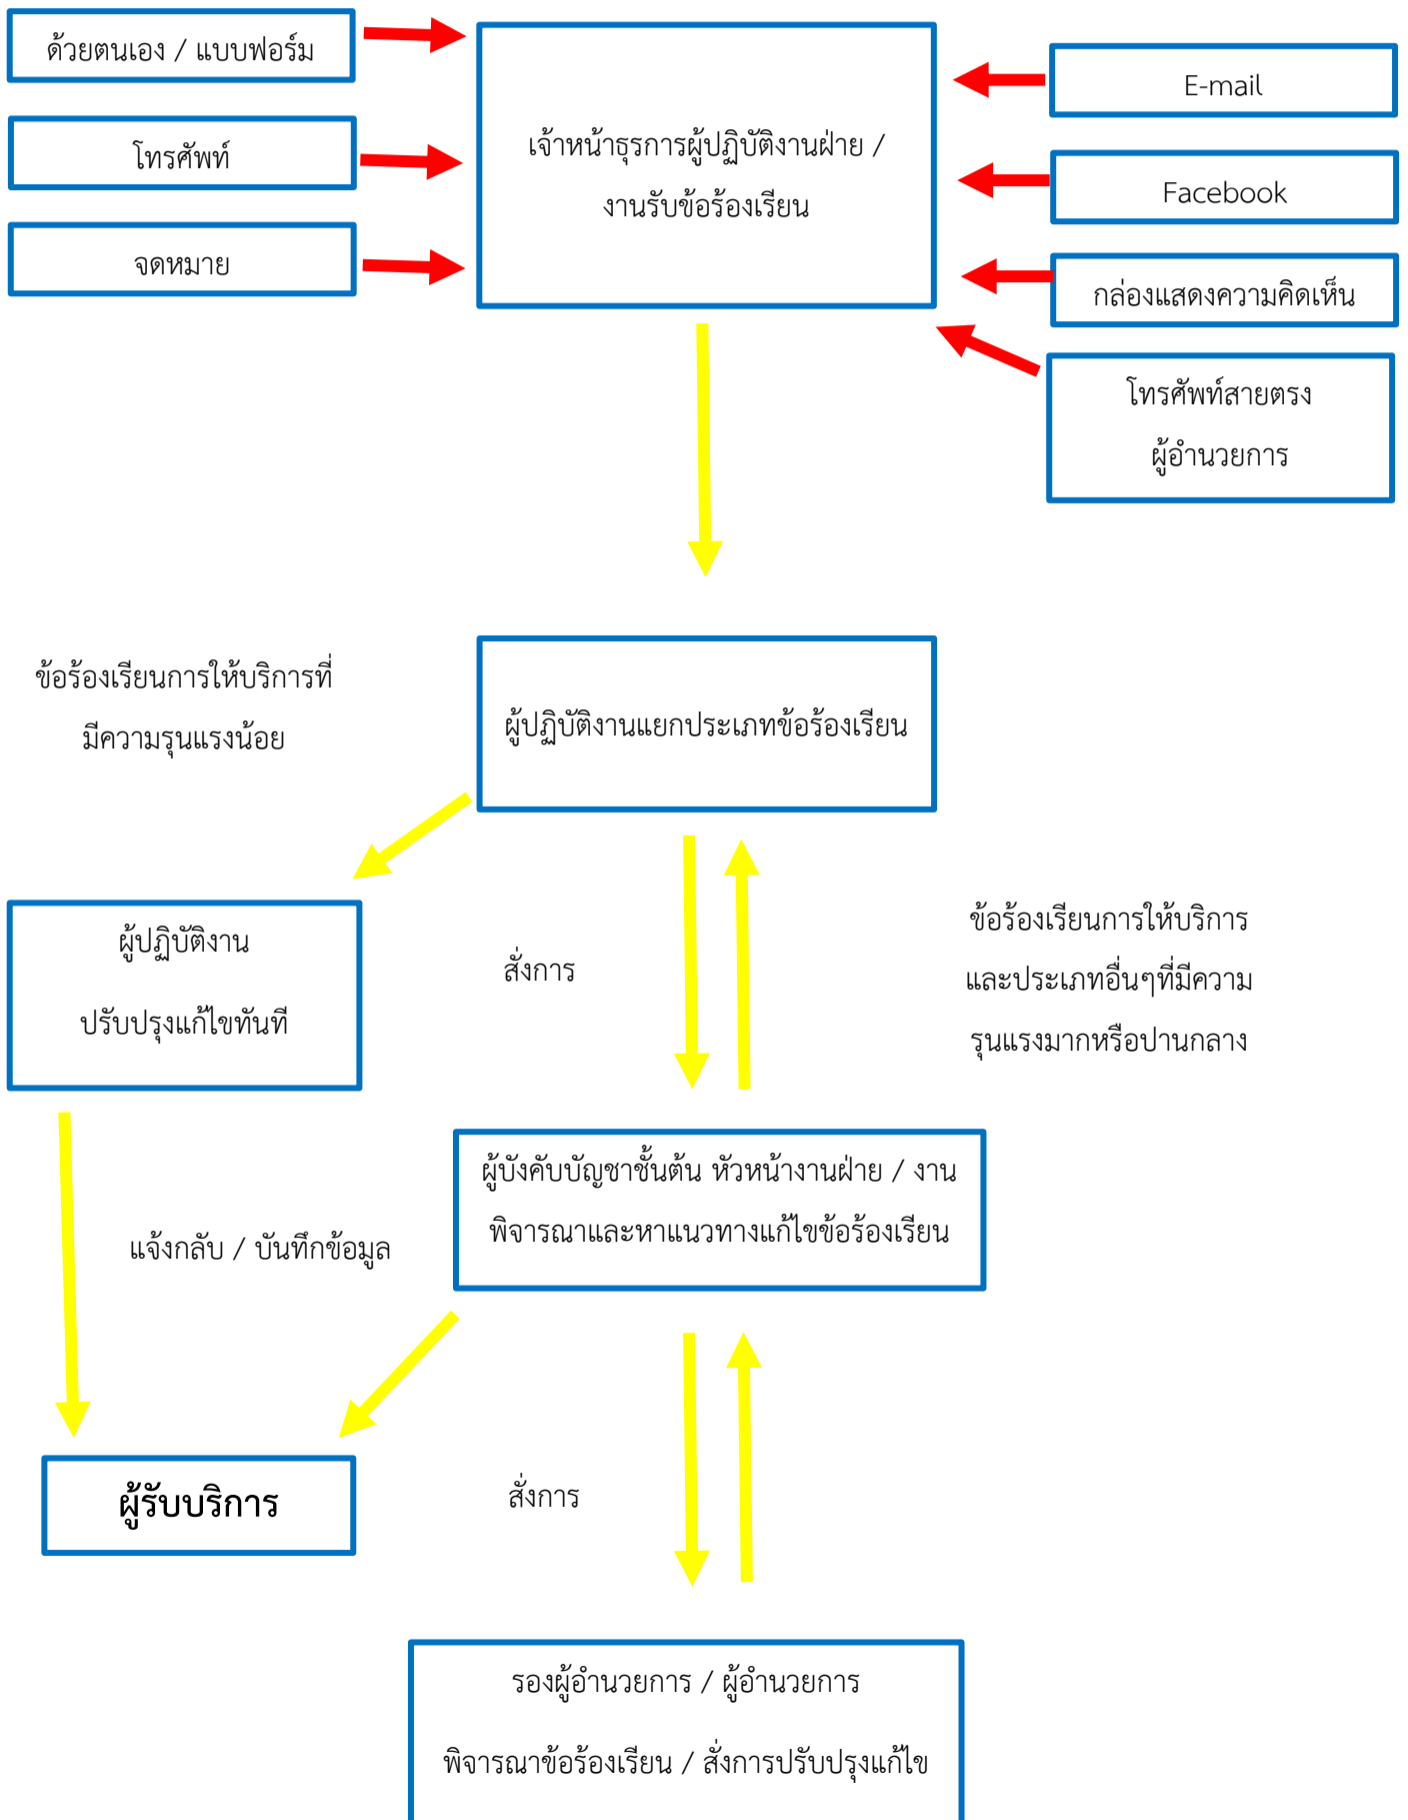 ด้วยตนเอง / แบบฟอร์ม
โทรศัพท์
จดหมาย
เจ้าหน้าธุรการผู้ปฏิบัติงานฝ่าย /
งานรับข้อร้องเรียน
E-mail
Facebook
กล่องแสดงความคิดเห็น
โทรศัพท์สายตรง
ผู้อำนวยการ
ข้อร้องเรียนการให้บริการที่
มีความรุนแรงน้อย
ผู้ปฏิบัติงานแยกประเภทข้อร้องเรียน
ผู้ปฏิบัติงาน
ปรับปรุงแก้ไขทันที
สั่งการ
ข้อร้องเรียนการให้บริการ
และประเภทอื่นๆที่มีความ
รุนแรงมากหรือปานกลาง
ผู้บังคับบัญชาชั้นต้น หัวหน้างานฝ่าย / งาน
พิจารณาและหาแนวทางแก้ไขข้อร้องเรียน
แจ้งกลับ / บันทึกข้อมูล
ผู้รับบริการ
สั่งการ
รองผู้อำนวยการ / ผู้อำนวยการ
พิจารณาข้อร้องเรียน / สั่งการปรับปรุงแก้ไข